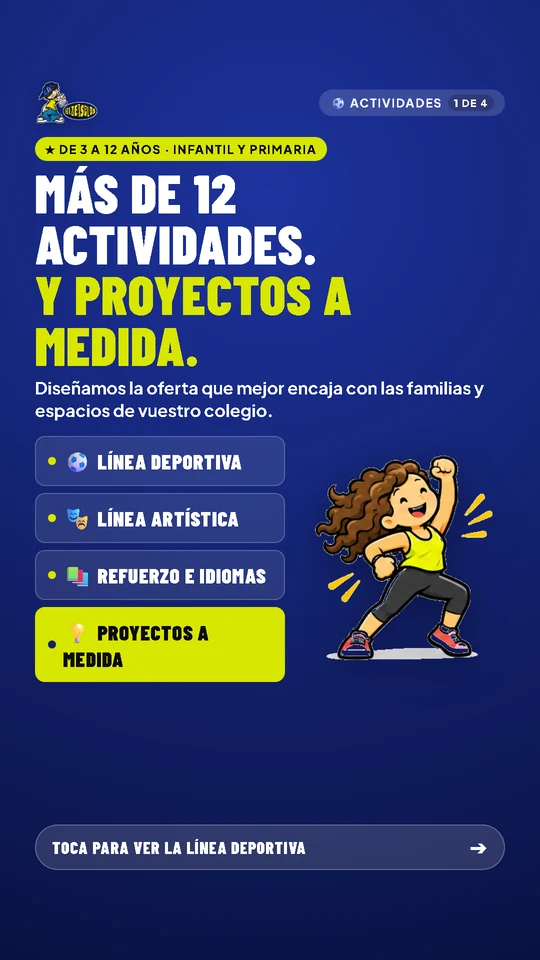 ACTIVIDADES 1 DE 4
★ DE 3 A 12 AÑOS · INFANTIL Y PRIMARIA
MÁS DE 12
ACTIVIDADES.
Y PROYECTOS A
MEDIDA.
Diseñamos la oferta que mejor encaja con las familias y
espacios de vuestro colegio.
LÍNEA DEPORTIVA
LÍNEA ARTÍSTICA
REFUERZO E IDIOMAS
PROYECTOS A
MEDIDA
TOCA PARA VER LA LÍNEA DEPORTIVA →